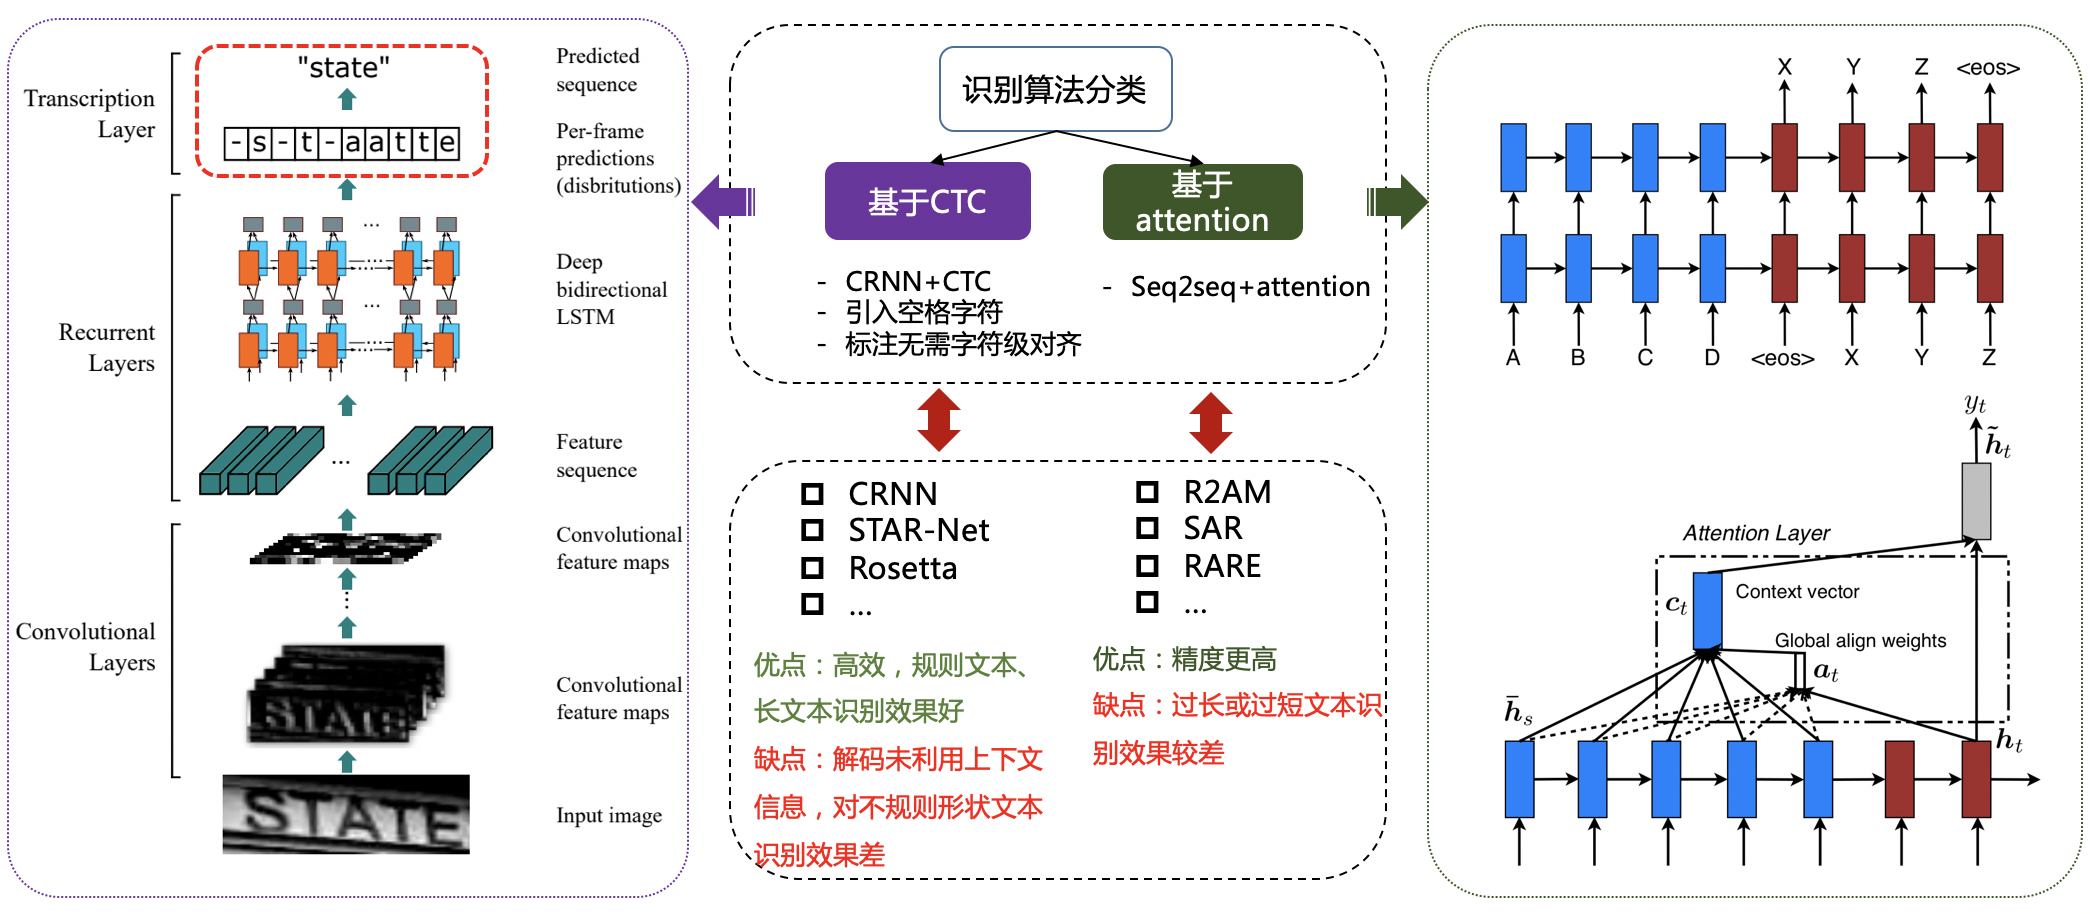 "state"
-s-t-aatte
Transcription
Layer
Predicted
sequence
Per-frame
predictions
(disbritutions)
Recurrent
Layers
Deep
bidirectional
LSTM
Feature
sequence
...
Convolutional
Layers
Convolutional
feature maps
Convolutional
feature maps
STATE
STATE
Input image
识别算法分类
基于CTC
- CRNN+CTC
- 引入空格字符
- 标注无需字符级对齐
基于
attention
- Seq2seq+attention
CRNN
STAR-Net
Rosetta
...
优点：高效，规则文本、
长文本识别效果好
缺点：解码未利用上下文
信息，对不规则形状文本
识别效果差
R2AM
SAR
RARE
...
优点：精度更高
缺点：过长或过短文本识
别效果较差
X Y Z <eos>
A B C D <eos> X Y Z
yₜ
h̃ₜ
Attention Layer
cₜ
Context vector
Global align weights
aₜ
h̄ₛ
hₜ